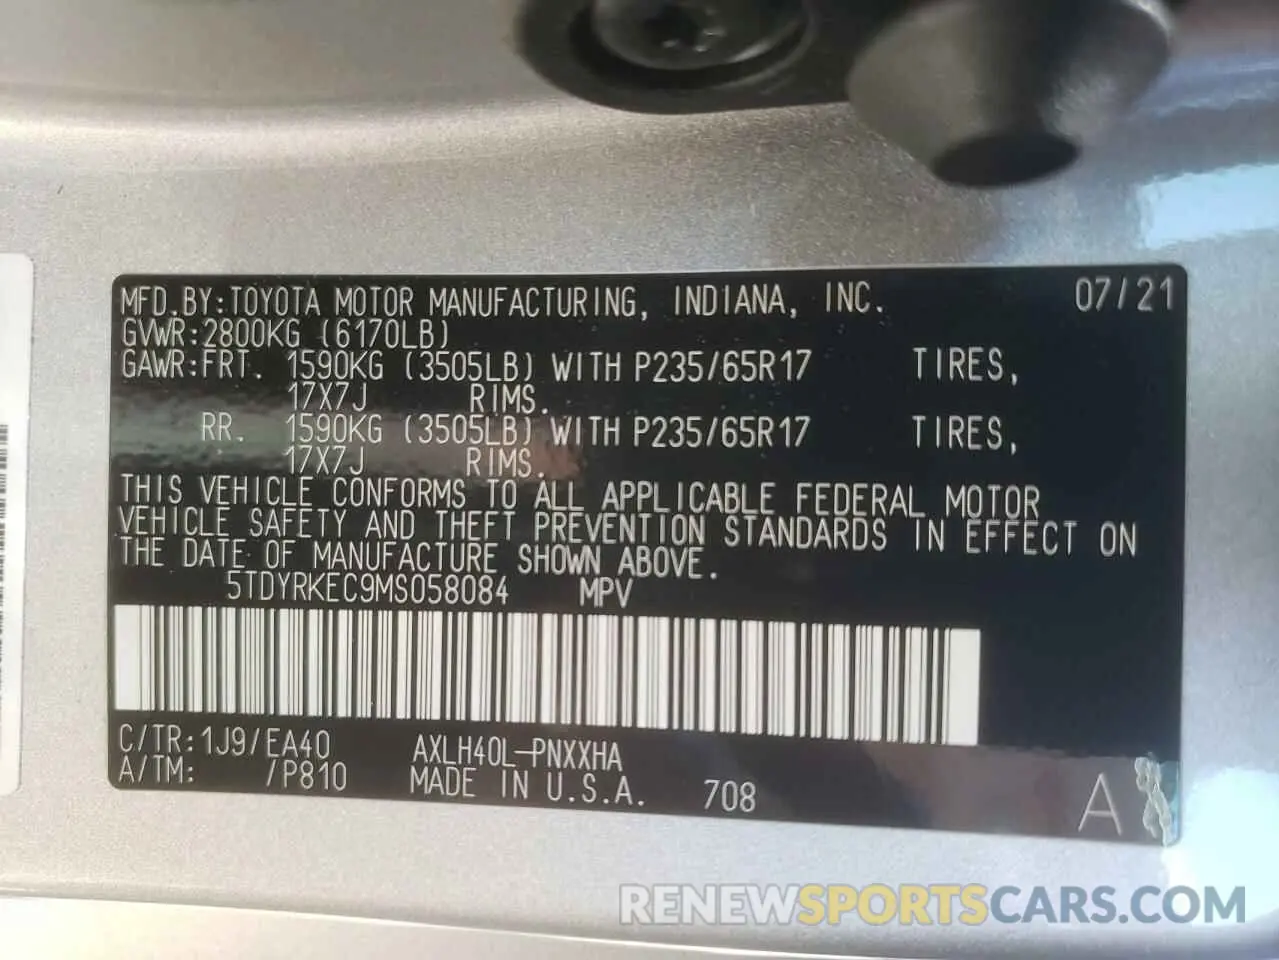 MFD.BY:TOYOTA MOTOR MANUFACTURING, INDIANA, INC. 07/21
GVWR:2800KG (6170LB)
GAWR:FRT. 1590KG (3505LB) WITH P235/65R17 TIRES,
17X7J RIMS.
RR. 1590KG (3505LB) WITH P235/65R17 TIRES,
17X7J RIMS.
THIS VEHICLE CONFORMS TO ALL APPLICABLE FEDERAL MOTOR
VEHICLE SAFETY AND THEFT PREVENTION STANDARDS IN EFFECT ON
THE DATE OF MANUFACTURE SHOWN ABOVE.
5TDYRKEC9MS058084 MPV
C/TR:1J9/EA40 AXLH40L-PNXXHA
A/TM: /P810 MADE IN U.S.A. 708 A
RENEWSPORTSCARS.COM